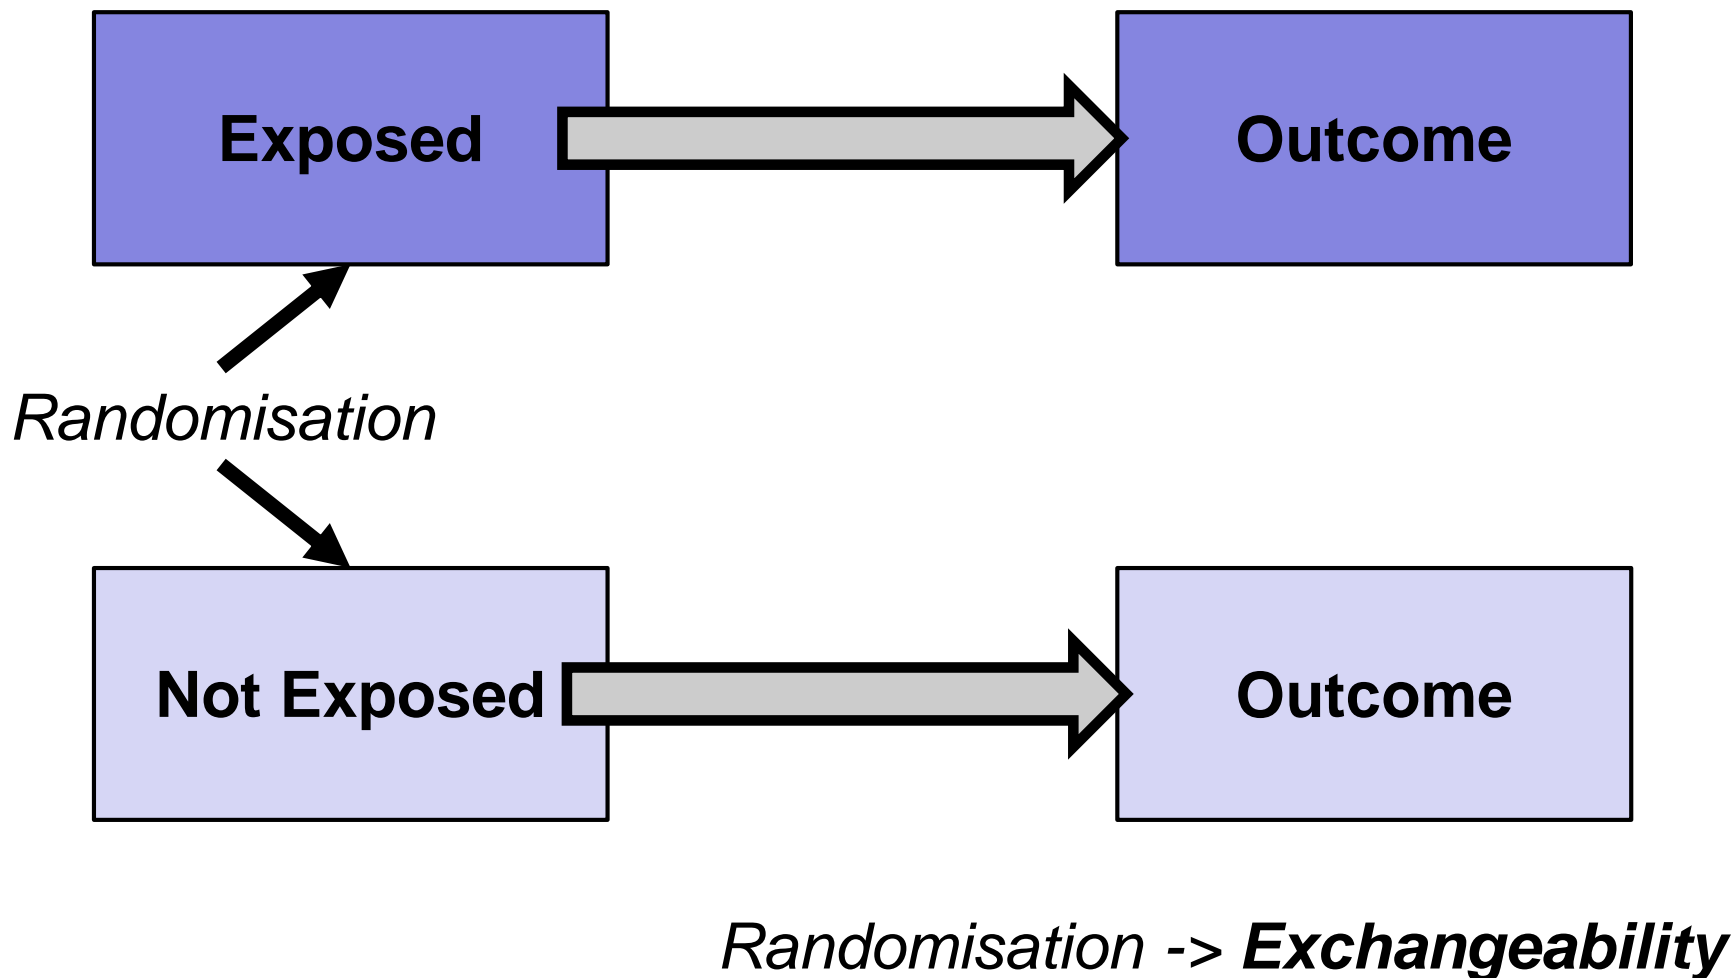 Exposed
Outcome
Randomisation
Not Exposed
Outcome
Randomisation -> Exchangeability